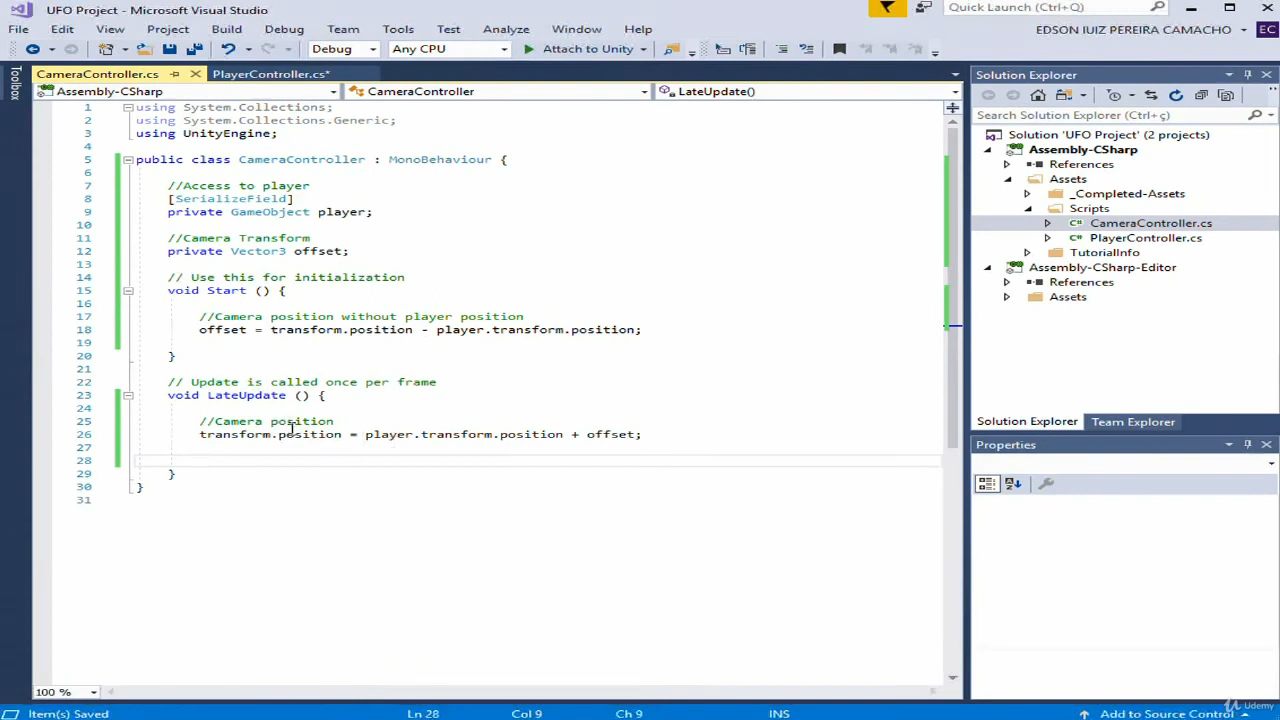 UFO Project - Microsoft Visual Studio
Quick Launch (Ctrl+Q)
File Edit View Project Build Debug Team Tools Test Analyze Window Help
EDSON IUIZ PEREIRA CAMACHO EC
Debug Any CPU Attach to Unity
Toolbox
CameraController.cs PlayerController.cs*
Assembly-CSharp CameraController LateUpdate()
1 using System.Collections;
2 using System.Collections.Generic;
3 using UnityEngine;
4
5 public class CameraController : MonoBehaviour {
6
7 //Access to player
8 [SerializeField]
9 private GameObject player;
10
11 //Camera Transform
12 private Vector3 offset;
13
14 // Use this for initialization
15 void Start () {
16
17 //Camera position without player position
18 offset = transform.position - player.transform.position;
19
20 }
21
22 // Update is called once per frame
23 void LateUpdate () {
24
25 //Camera position
26 transform.position = player.transform.position + offset;
27
28
29 }
30 }
31
100 %
Solution Explorer
Search Solution Explorer (Ctrl+ç)
Solution 'UFO Project' (2 projects)
Assembly-CSharp
References
Assets
_Completed-Assets
Scripts
CameraController.cs
PlayerController.cs
TutorialInfo
Assembly-CSharp-Editor
References
Assets
Solution Explorer Team Explorer
Properties
Item(s) Saved Ln 28 Col 9 Ch 9 INS Add to Source Control
Udemy